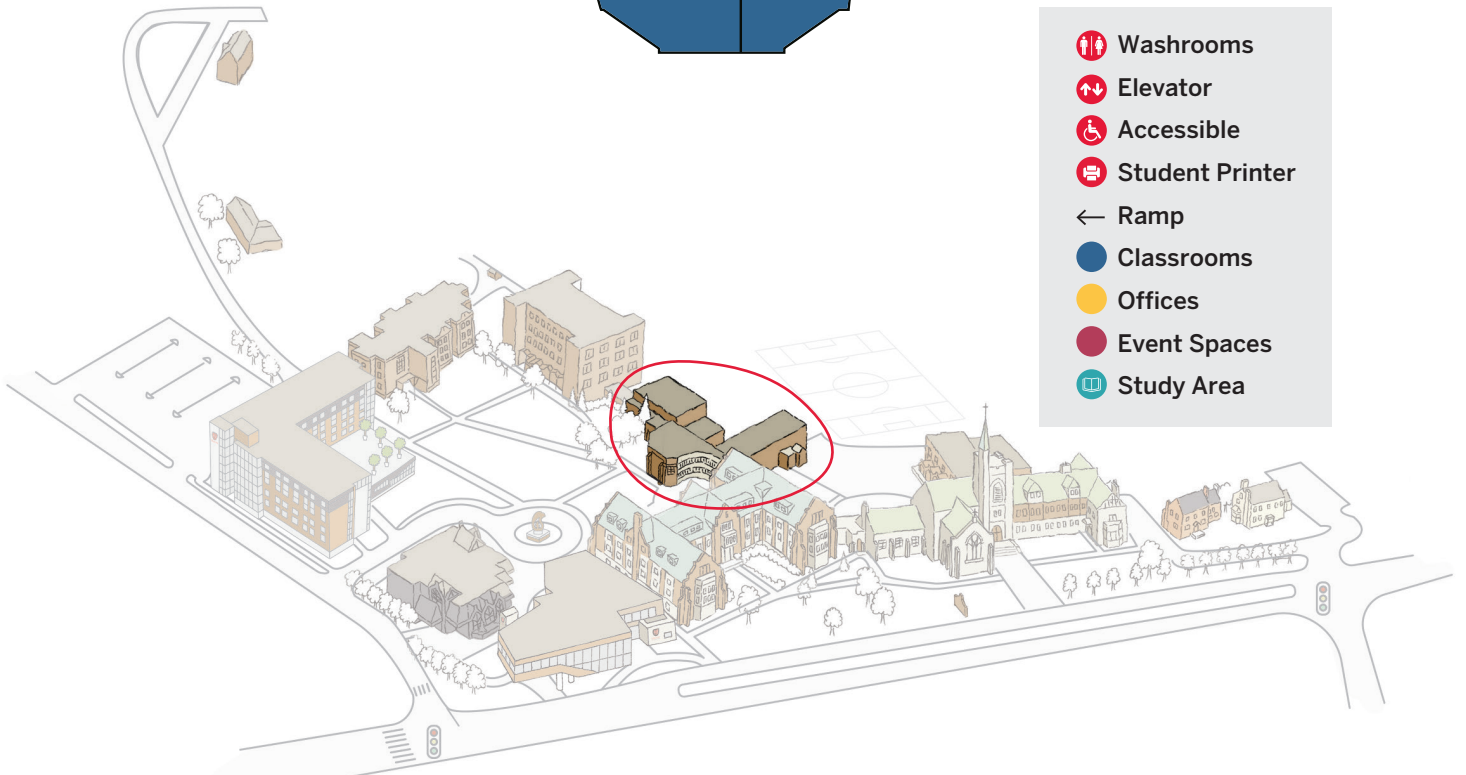 Washrooms
Elevator
Accessible
Student Printer
Ramp
Classrooms
Offices
Event Spaces
Study Area